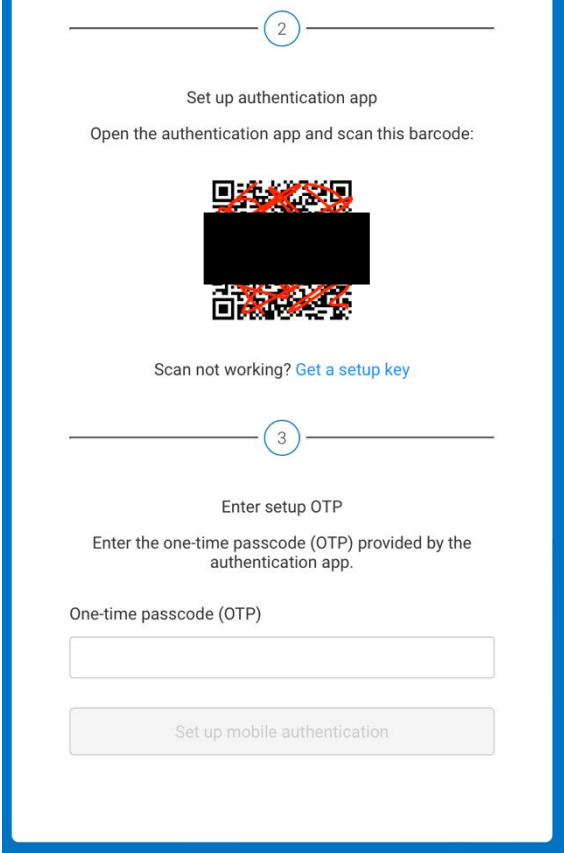 2
Set up authentication app
Open the authentication app and scan this barcode:
Scan not working? Get a setup key
3
Enter setup OTP
Enter the one-time passcode (OTP) provided by the
authentication app.
One-time passcode (OTP)
Set up mobile authentication